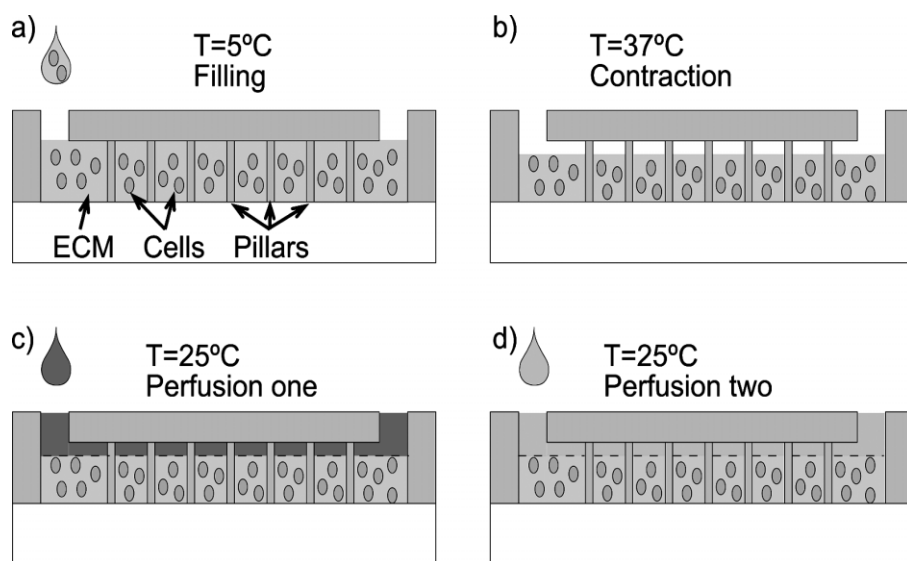 a)
T=5ºC
Filling
ECM Cells Pillars
b)
T=37ºC
Contraction
c)
T=25ºC
Perfusion one
d)
T=25ºC
Perfusion two